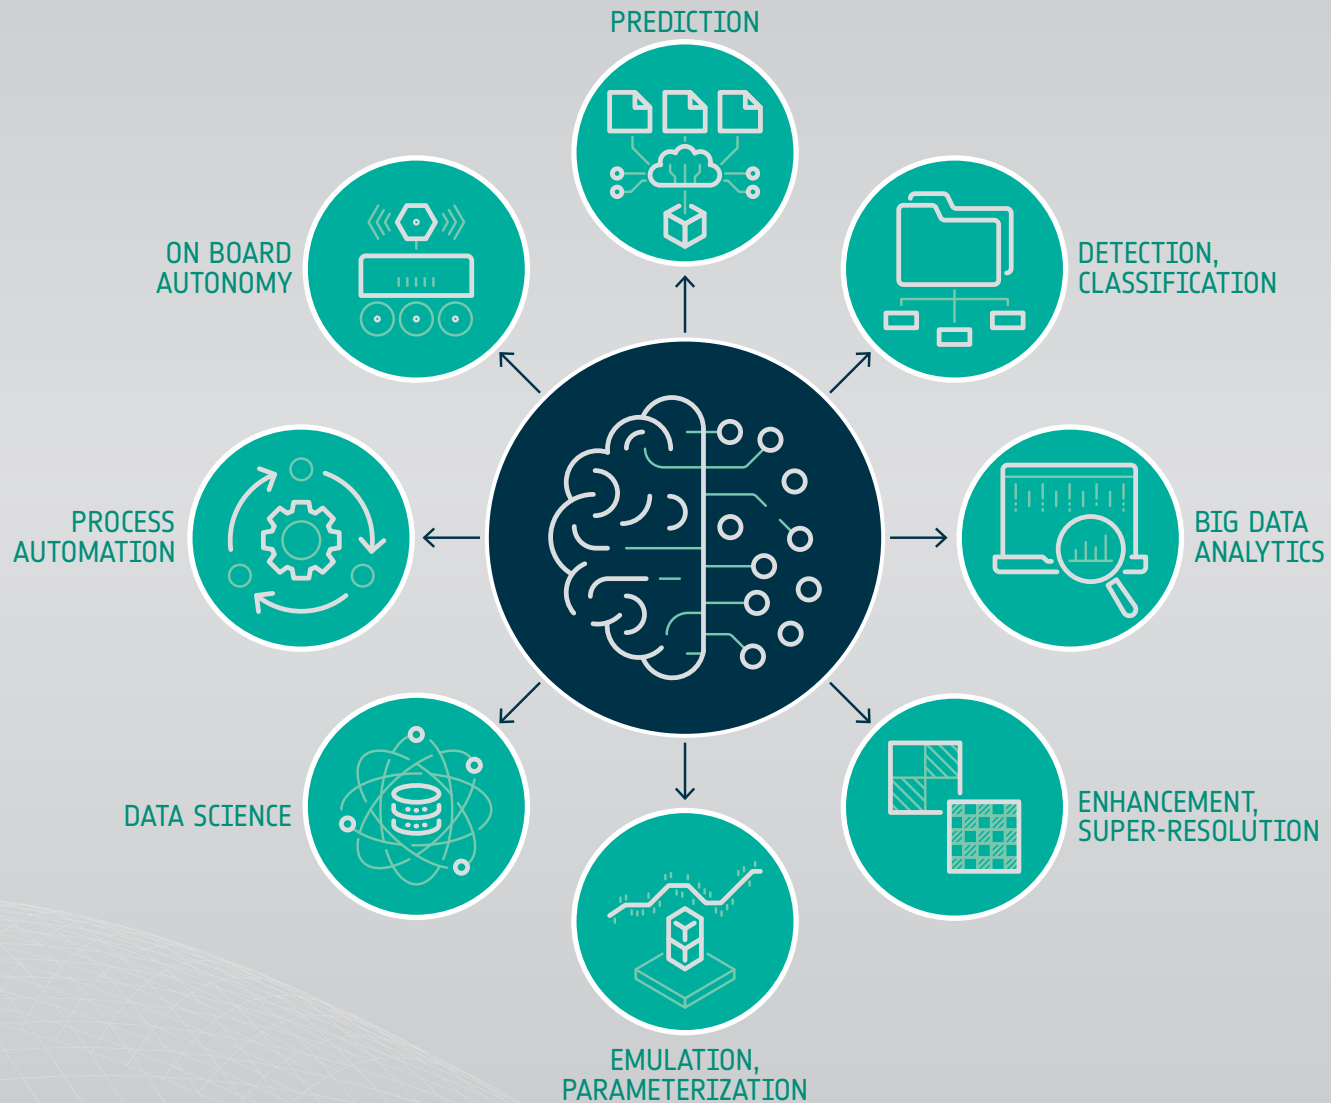 PREDICTION
ON BOARD
AUTONOMY
DETECTION,
CLASSIFICATION
PROCESS
AUTOMATION
BIG DATA
ANALYTICS
DATA SCIENCE
ENHANCEMENT,
SUPER-RESOLUTION
EMULATION,
PARAMETERIZATION